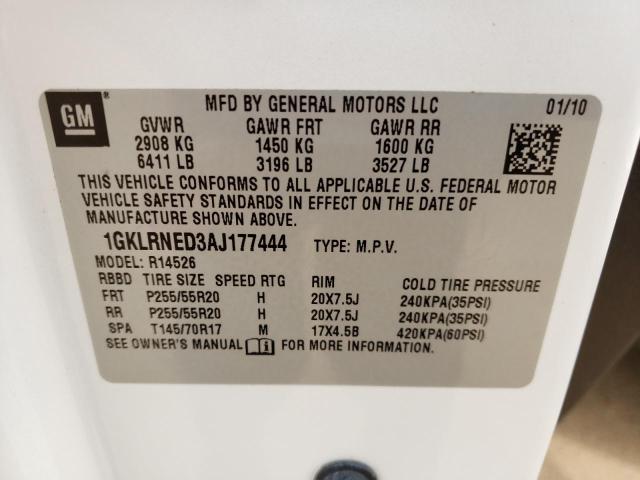 GM ® MFD BY GENERAL MOTORS LLC 01/10
GVWR GAWR FRT GAWR RR
2908 KG 1450 KG 1600 KG
6411 LB 3196 LB 3527 LB
THIS VEHICLE CONFORMS TO ALL APPLICABLE U.S. FEDERAL MOTOR
VEHICLE SAFETY STANDARDS IN EFFECT ON THE DATE OF
MANUFACTURE SHOWN ABOVE.
1GKLRNED3AJ177444 TYPE: M.P.V.
MODEL: R14526
RBBD TIRE SIZE SPEED RTG RIM COLD TIRE PRESSURE
FRT P255/55R20 H 20X7.5J 240KPA(35PSI)
RR P255/55R20 H 20X7.5J 240KPA(35PSI)
SPA T145/70R17 M 17X4.5B 420KPA(60PSI)
SEE OWNER'S MANUAL FOR MORE INFORMATION.